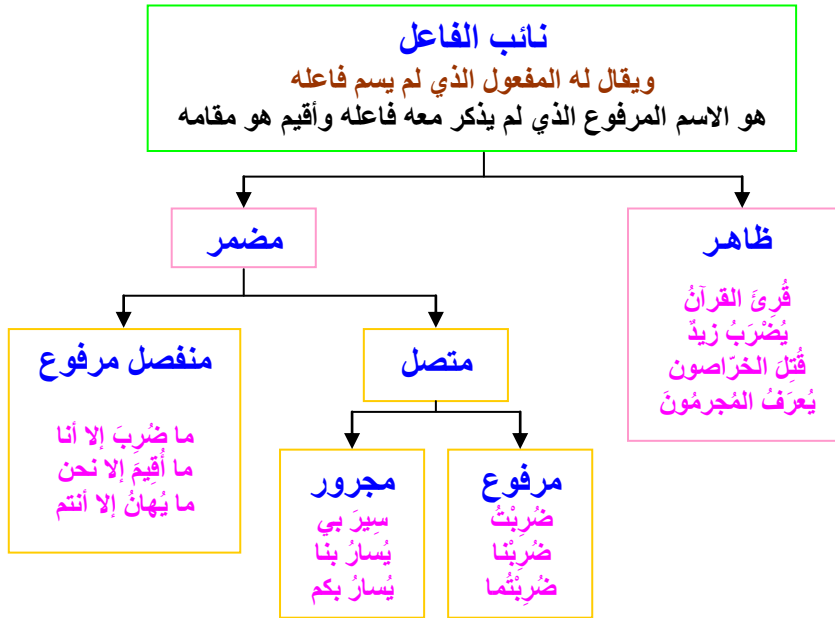 نائب الفاعل
ويقال له المفعول الذي لم يسم فاعله
هو الاسم المرفوع الذي لم يذكر معه فاعله وأقيم هو مقامه
ظاهـر
قُرِئَ القرآنُ
يُضْرَبُ زيدٌ
قُتِلَ الخرّاصون
يُعرَفُ المُجرمُونَ
مضمر
متصل
مرفوع
ضُرِبْتُ
ضُرِبْنا
ضُرِبْتُما
مجرور
سِيرَ بي
يُسارُ بنا
يُسارُ بكم
منفصل مرفوع
ما ضُرِبَ إلا أنا
ما أُقِيمَ إلا نحن
ما يُهانُ إلا أنتم